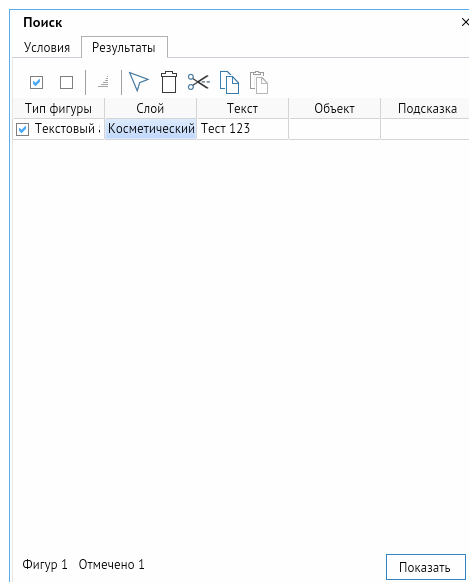 Поиск
Условия Результаты
Тип фигуры Слой Текст Объект Подсказка
Текстовый Косметический Тест 123
Фигур 1 Отмечено 1 Показать